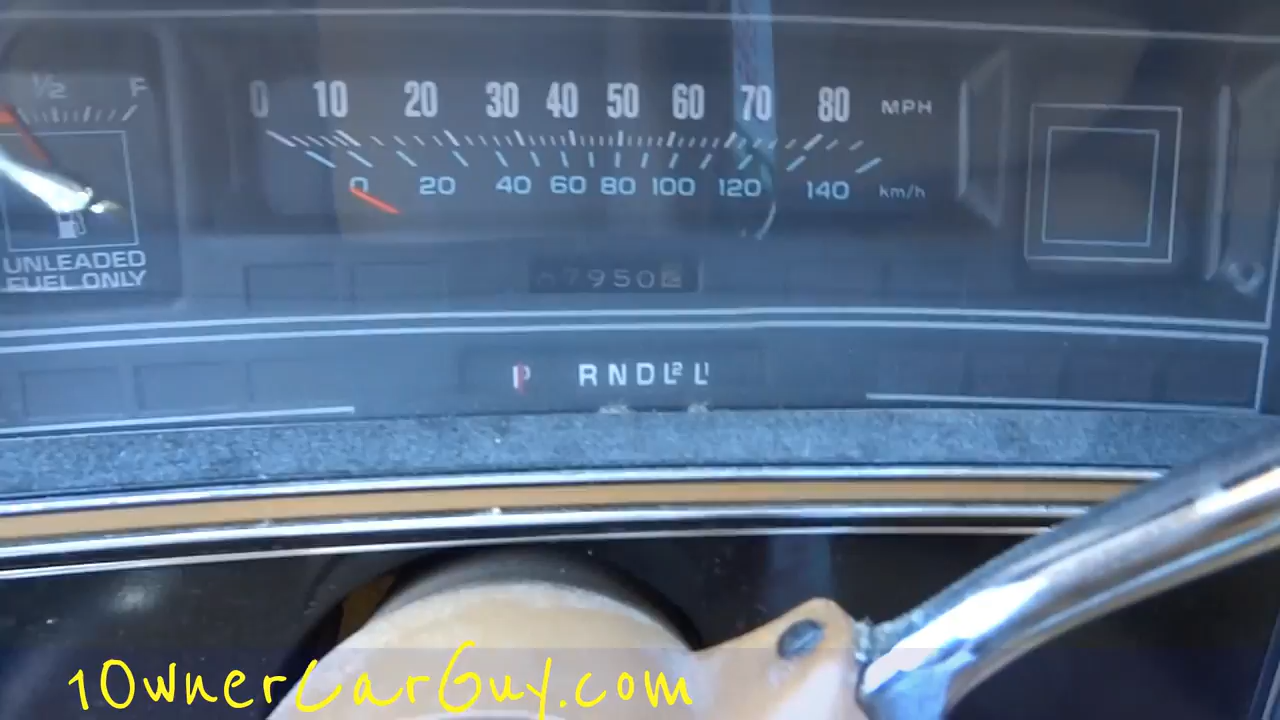 1/2 F
0 10 20 30 40 50 60 70 80 MPH
0 20 40 60 80 100 120 140 km/h
UNLEADED
FUEL ONLY
7950
P R N D L2 L1
1OwnerCarGuy.com